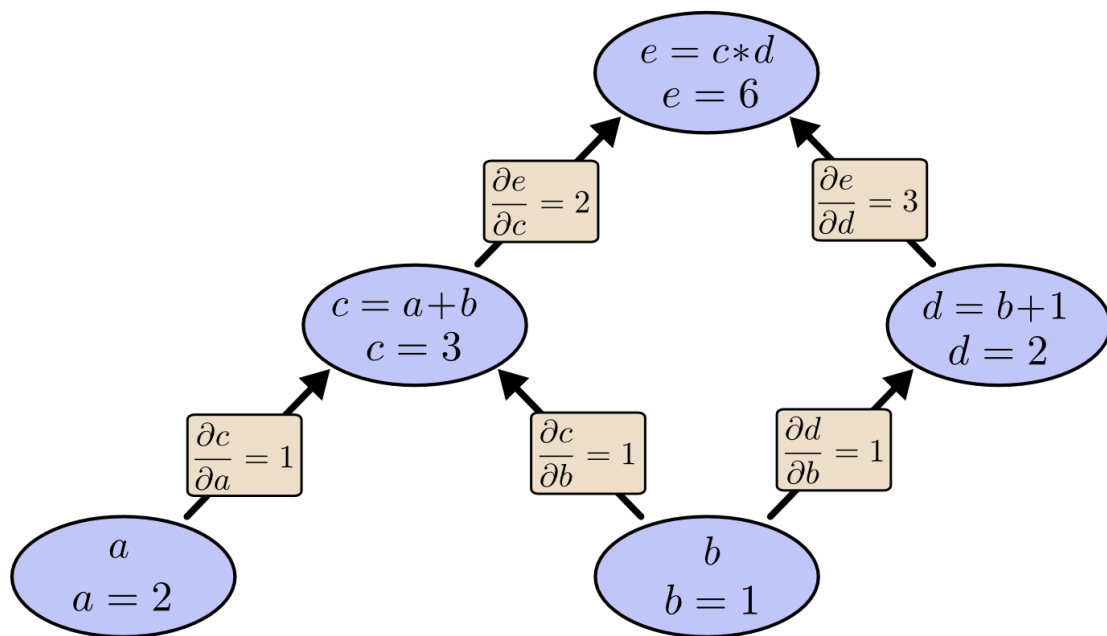 e = c*d
e = 6
∂e/∂c = 2
∂e/∂d = 3
c = a+b
c = 3
d = b+1
d = 2
∂c/∂a = 1
∂c/∂b = 1
∂d/∂b = 1
a
a = 2
b
b = 1